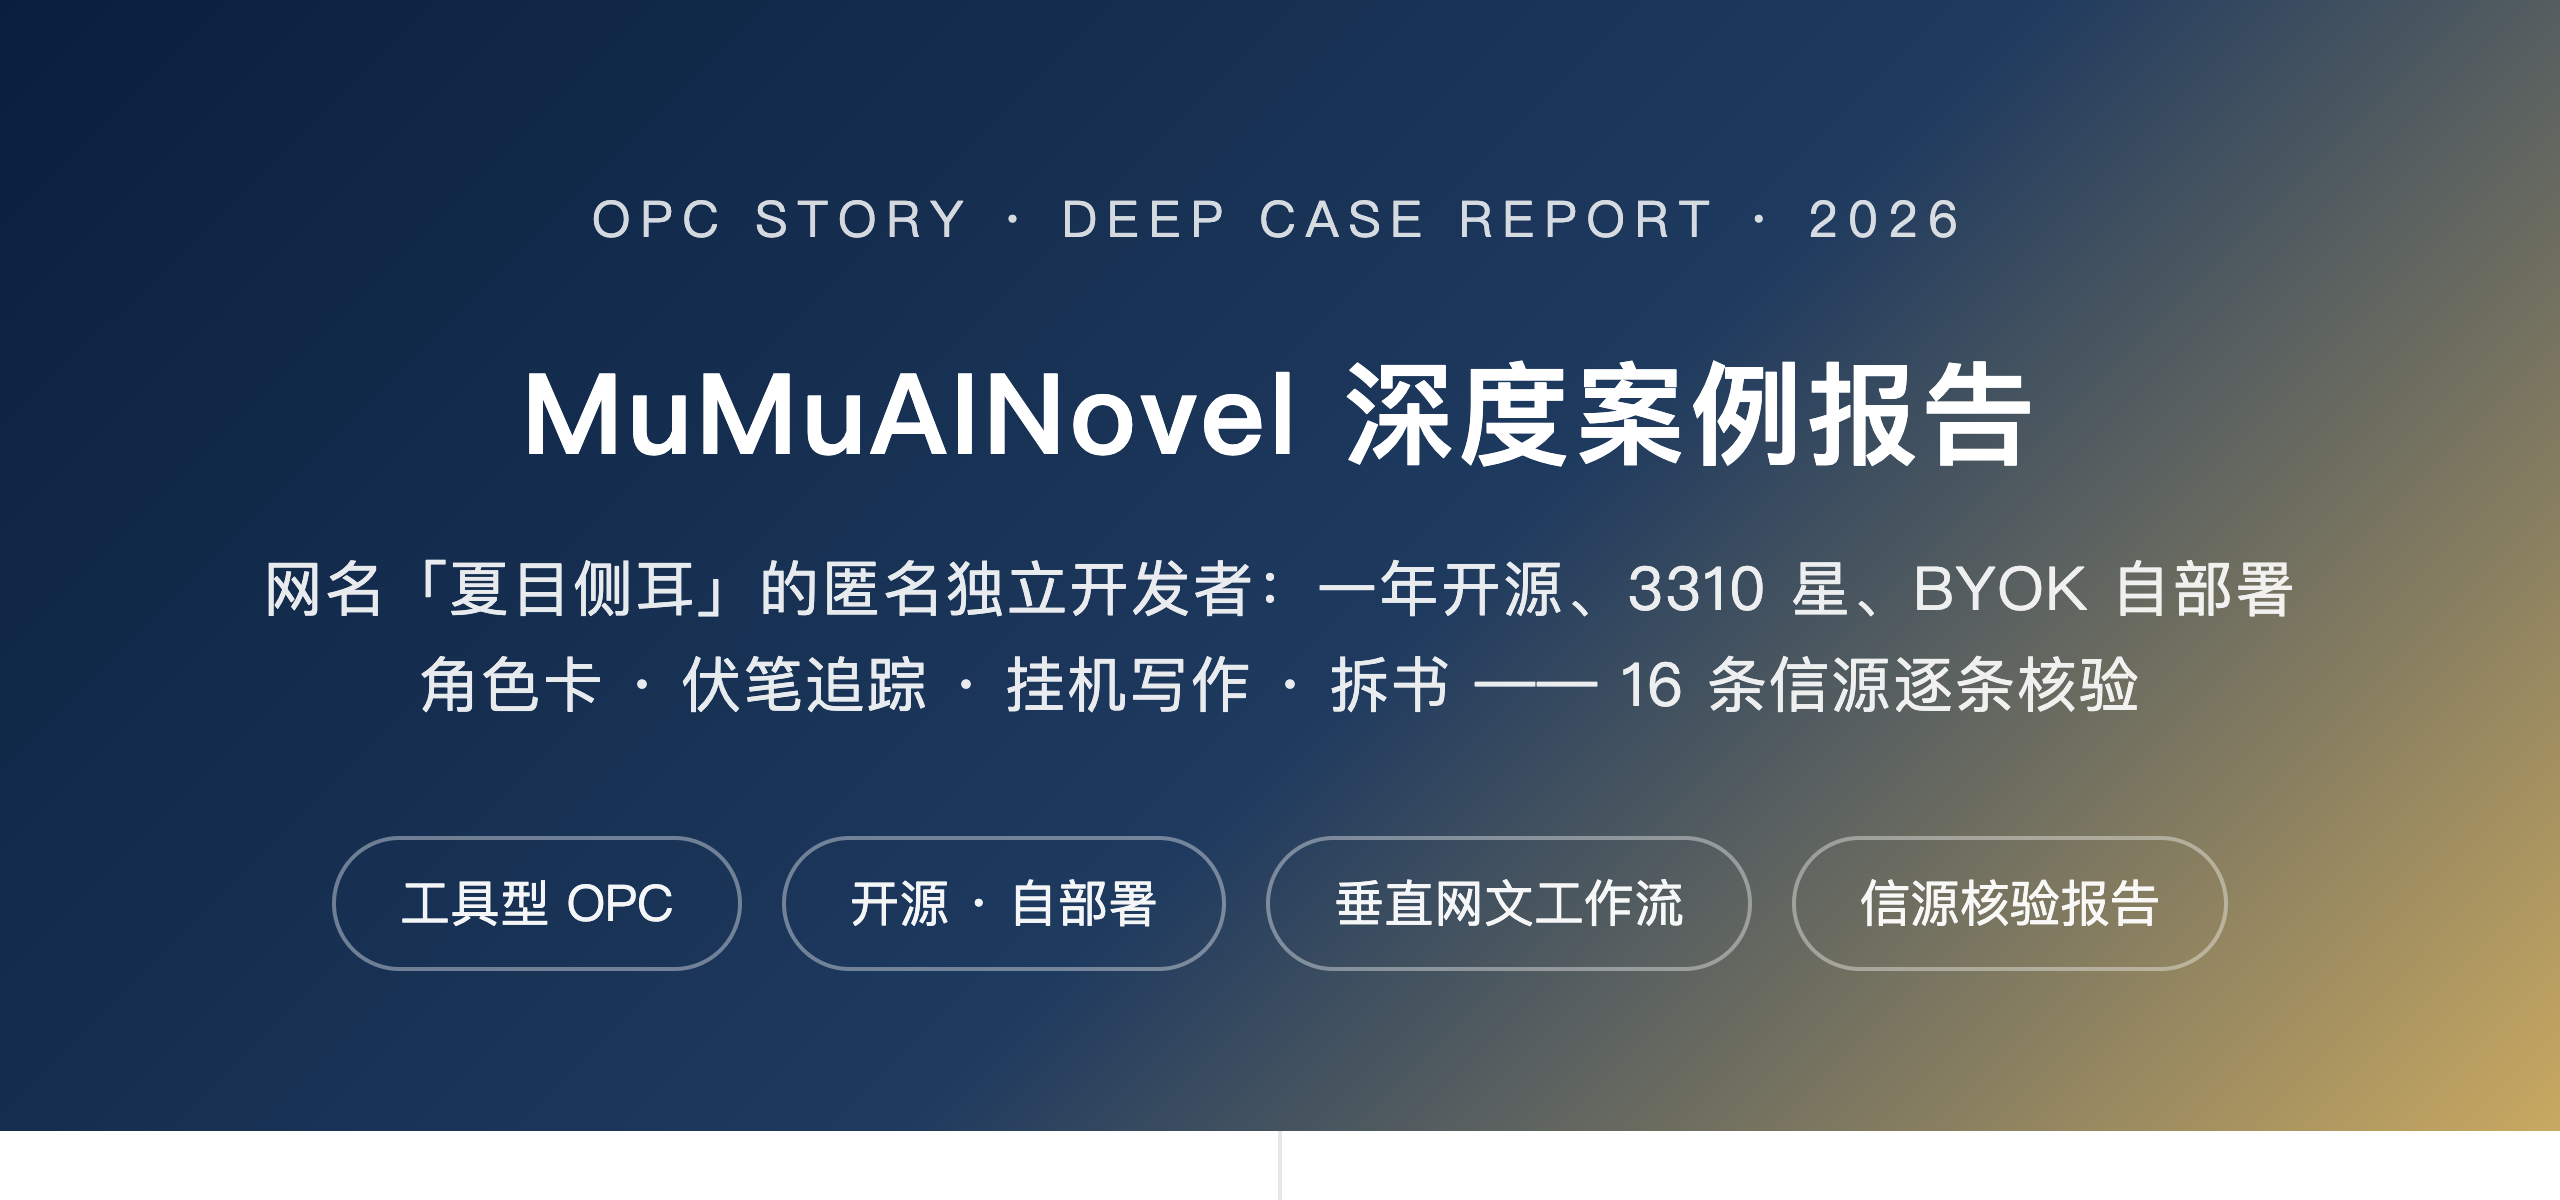 OPC STORY · DEEP CASE REPORT · 2026
MuMuAINovel 深度案例报告
网名「夏目侧耳」的匿名独立开发者：一年开源、3310 星、BYOK 自部署
角色卡 · 伏笔追踪 · 挂机写作 · 拆书 —— 16 条信源逐条核验
工具型 OPC
开源 · 自部署
垂直网文工作流
信源核验报告